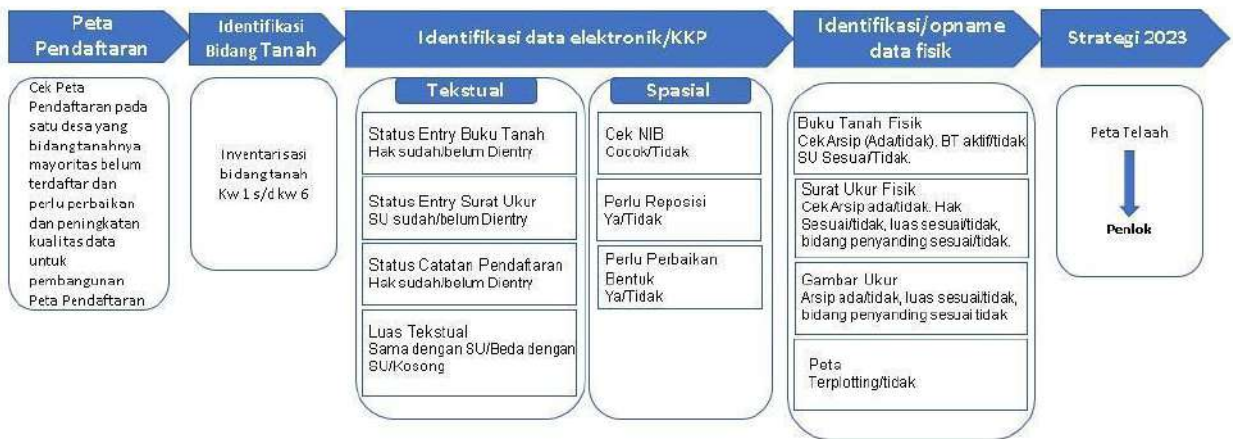 Peta
Pendaftaran
Identifikasi
Bidang Tanah
Identifikasi data elektronik/KKP
Identifikasi/opname
data fisik
Strategi 2023
Cek Peta
Pendaftaran pada
satu desa yang
bidang tanahnya
mayoritas belum
terdaftar dan
perlu perbaikan
dan peningkatan
kualitas data
untuk
pembangunan
Peta Pendaftaran
Inventarisasi
bidang tanah
Kw 1 s/d kw 6
Tekstual
Status Entry Buku Tanah
Hak sudah/belum Dientry
Status Entry Surat Ukur
SU sudah/belum Dientry
Status Catatan Pendaftaran
Hak sudah/belum Dientry
Luas Tekstual
Sama dengan SU/Beda dengan
SU/Kosong
Spasial
Cek NIB
Cocok/Tidak
Perlu Reposisi
Ya/Tidak
Perlu Perbaikan
Bentuk
Ya/Tidak
Buku Tanah Fisik
Cek Arsip (Ada/tidak). BT aktif/tidak
SU Sesuai/Tidak.
Surat Ukur Fisik
Cek Arsip ada/tidak. Hak
Sesuai/tidak, luas sesuai/tidak,
bidang penyanding sesuai/tidak.
Gambar Ukur
Arsip ada/tidak, luas sesuai/tidak,
bidang penyanding sesuai tidak
Peta
Terplotting/tidak
Peta Telaah
Penlok